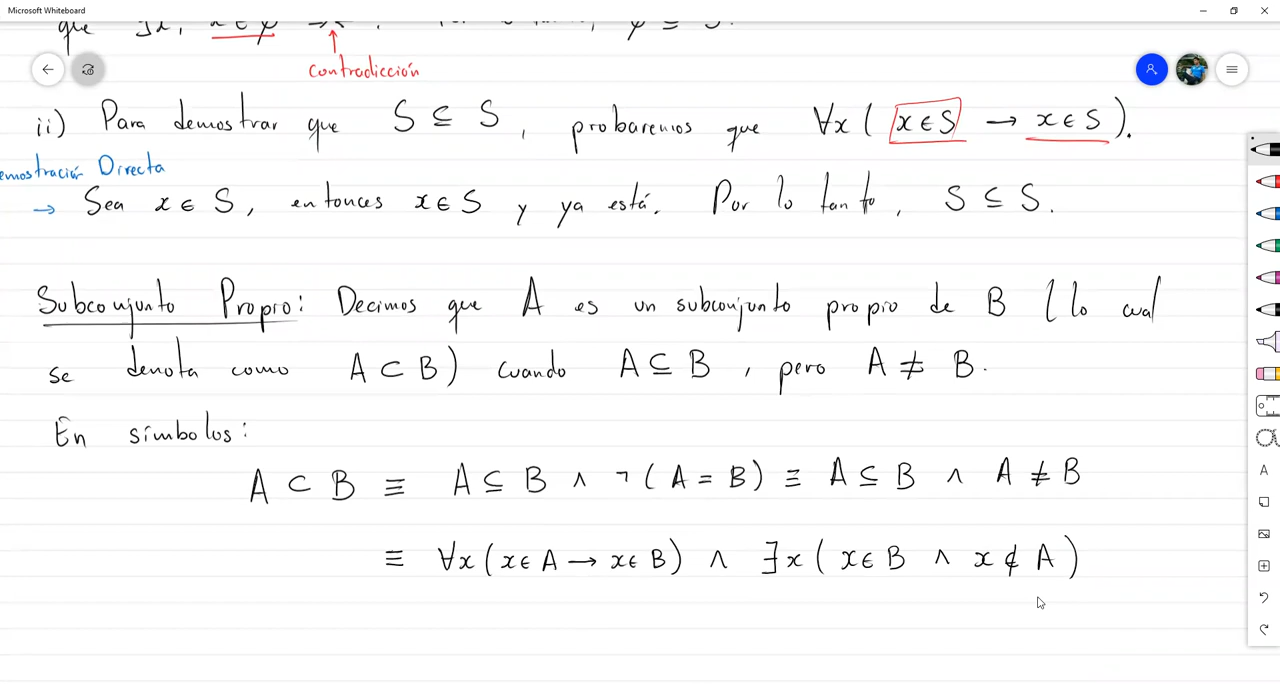 Microsoft Whiteboard
que ∃x, x ∈ φ
Contradicción
ii) Para demostrar que S ⊆ S, probaremos que ∀x( x ∈ S → x ∈ S ).
emostración Directa
→ Sea x ∈ S, entonces x ∈ S y ya está. Por lo tanto, S ⊆ S.
Subconjunto Propio: Decimos que A es un subconjunto propio de B (lo cual
se denota como A ⊂ B) cuando A ⊆ B, pero A ≠ B.
En símbolos:
A ⊂ B ≡ A ⊆ B ∧ ¬(A = B) ≡ A ⊆ B ∧ A ≠ B
≡ ∀x(x ∈ A → x ∈ B) ∧ ∃x(x ∈ B ∧ x ∉ A)